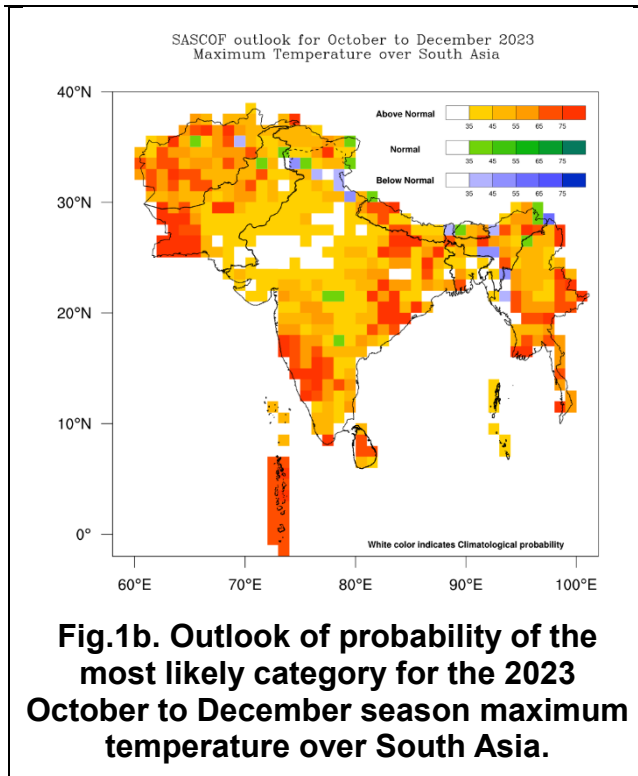 SASCOF outlook for October to December 2023
Maximum Temperature over South Asia
40°N
30°N
20°N
10°N
0°
Above Normal
35 45 55 65 75
Normal
35 45 55 65 75
Below Normal
35 45 55 65 75
White color indicates Climatological probability
60°E 70°E 80°E 90°E 100°E
Fig.1b. Outlook of probability of the
most likely category for the 2023
October to December season maximum
temperature over South Asia.